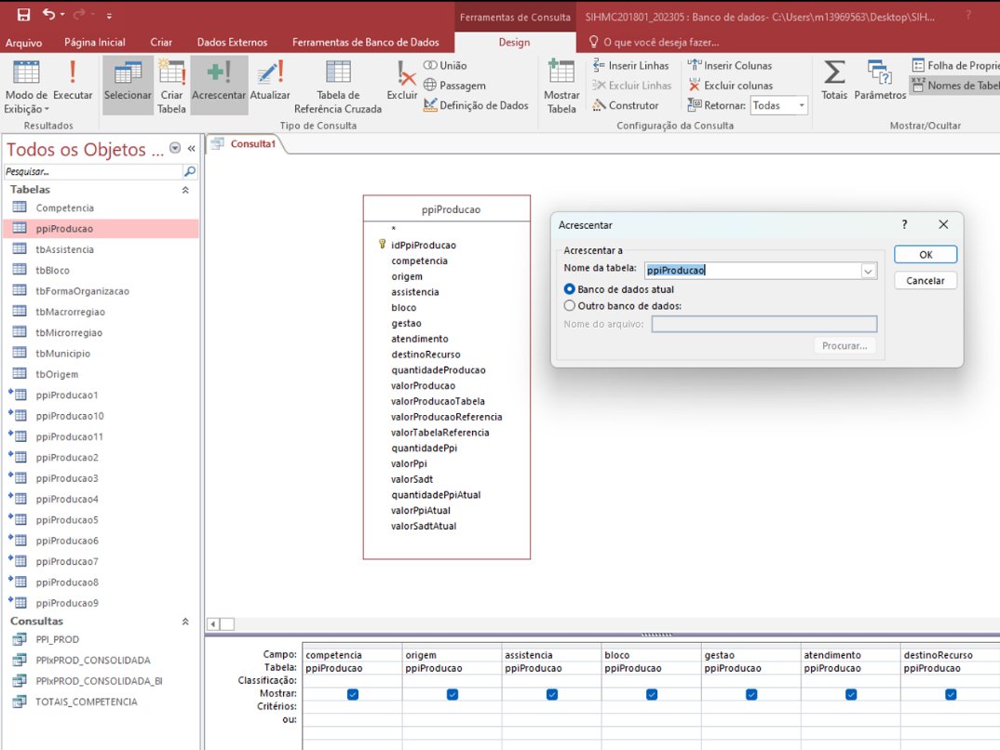 Ferramentas de Consulta
SIHMC201801_202305 : Banco de dados- C:\Users\m13969563\Desktop\SIH...
?
Arquivo
Página Inicial
Criar
Dados Externos
Ferramentas de Banco de Dados
Design
O que você deseja fazer...
Modo de Exibição
Executar
Resultados
Selecionar
Criar Tabela
Acrescentar
Atualizar
Tabela de Referência Cruzada
Excluir
União
Passagem
Definição de Dados
Tipo de Consulta
Mostrar Tabela
Inserir Linhas
Excluir Linhas
Construtor
Inserir Colunas
Excluir colunas
Retornar: Todas
Configuração da Consulta
Totais
Parâmetros
Folha de Proprie
XYZ Nomes de Tabel
Mostrar/Ocultar
Todos os Objetos ...
Pesquisar...
Tabelas
Competencia
ppiProducao
tbAssistencia
tbBloco
tbFormaOrganizacao
tbMacrorregiao
tbMicrorregiao
tbMunicipio
tbOrigem
ppiProducao1
ppiProducao10
ppiProducao11
ppiProducao2
ppiProducao3
ppiProducao4
ppiProducao5
ppiProducao6
ppiProducao7
ppiProducao8
ppiProducao9
Consultas
PPI_PROD
PPIxPROD_CONSOLIDADA
PPIxPROD_CONSOLIDADA_BI
TOTAIS_COMPETENCIA
Consulta1
ppiProducao
*
idPpiProducao
competencia
origem
assistencia
bloco
gestao
atendimento
destinoRecurso
quantidadeProducao
valorProducao
valorProducaoTabela
valorProducaoReferencia
valorTabelaReferencia
quantidadePpi
valorPpi
valorSadt
quantidadePpiAtual
valorPpiAtual
valorSadtAtual
Acrescentar
?
Acrescentar a
Nome da tabela: ppiProducao
Banco de dados atual
Outro banco de dados:
Nome do arquivo:
Procurar...
OK
Cancelar
Campo: competencia origem assistencia bloco gestao atendimento destinoRecurso
Tabela: ppiProducao ppiProducao ppiProducao ppiProducao ppiProducao ppiProducao ppiProducao
Classificação:
Mostrar:
Critérios:
ou: